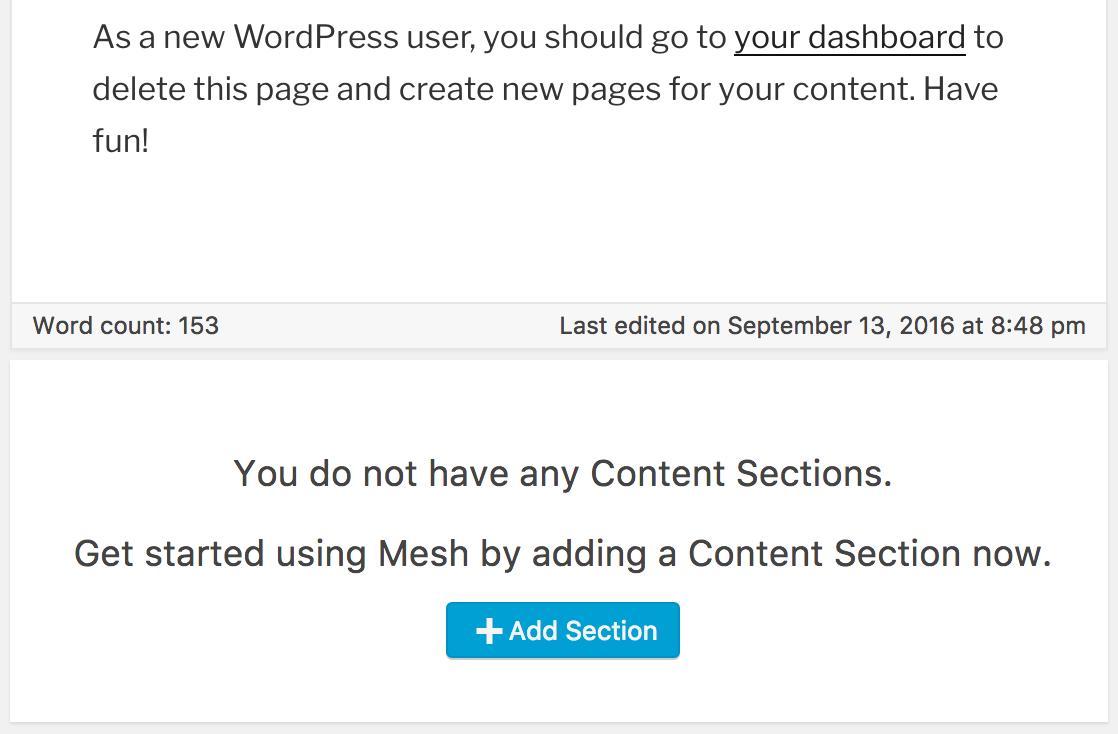 As a new WordPress user, you should go to your dashboard to
delete this page and create new pages for your content. Have
fun!
Word count: 153
Last edited on September 13, 2016 at 8:48 pm
You do not have any Content Sections.
Get started using Mesh by adding a Content Section now.
Add Section